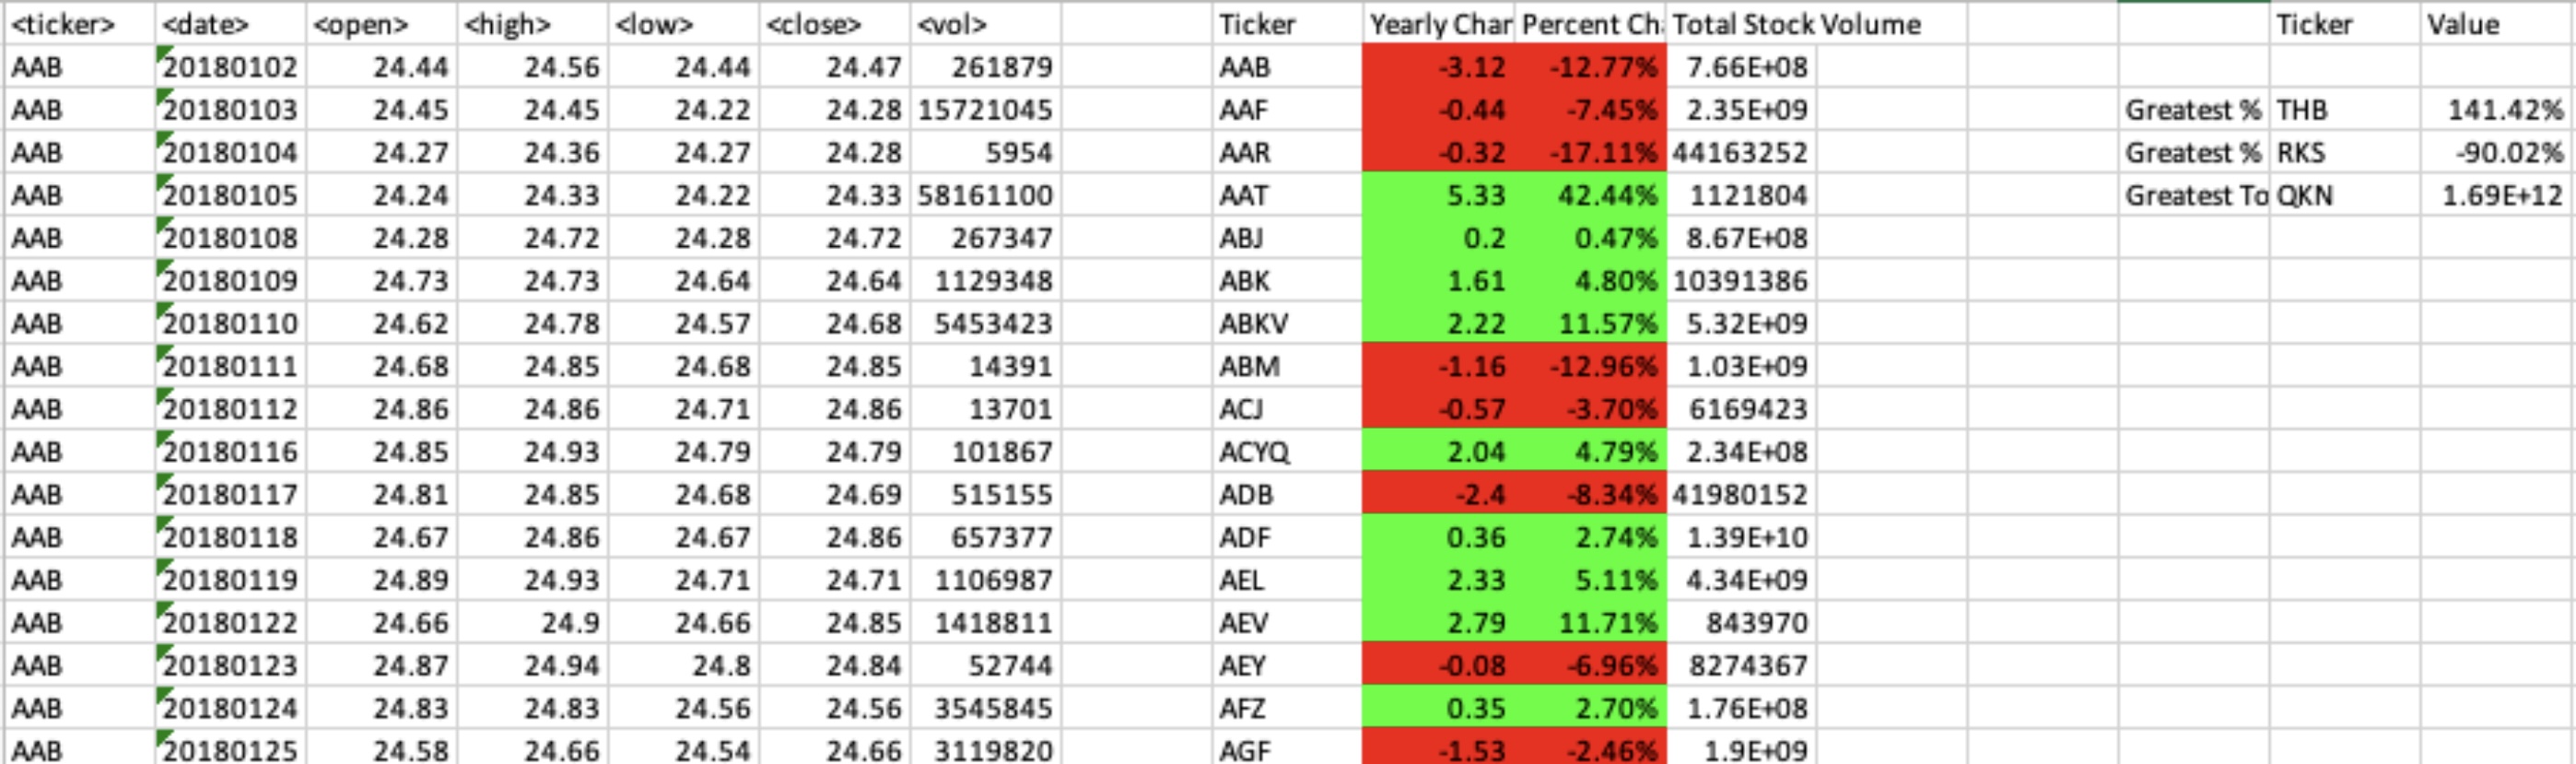 <ticker> <date> <open> <high> <low> <close> <vol> Ticker Yearly Char Percent Cha Total Stock Volume Ticker Value
AAB 20180102 24.44 24.56 24.44 24.47 261879 AAB -3.12 -12.77% 7.66E+08
AAB 20180103 24.45 24.45 24.22 24.28 15721045 AAF -0.44 -7.45% 2.35E+09 Greatest % THB 141.42%
AAB 20180104 24.27 24.36 24.27 24.28 5954 AAR -0.32 -17.11% 44163252 Greatest % RKS -90.02%
AAB 20180105 24.24 24.33 24.22 24.33 58161100 AAT 5.33 42.44% 1121804 Greatest To QKN 1.69E+12
AAB 20180108 24.28 24.72 24.28 24.72 267347 ABJ 0.2 0.47% 8.67E+08
AAB 20180109 24.73 24.73 24.64 24.64 1129348 ABK 1.61 4.80% 10391386
AAB 20180110 24.62 24.78 24.57 24.68 5453423 ABKV 2.22 11.57% 5.32E+09
AAB 20180111 24.68 24.85 24.68 24.85 14391 ABM -1.16 -12.96% 1.03E+09
AAB 20180112 24.86 24.86 24.71 24.86 13701 ACJ -0.57 -3.70% 6169423
AAB 20180116 24.85 24.93 24.79 24.79 101867 ACYQ 2.04 4.79% 2.34E+08
AAB 20180117 24.81 24.85 24.68 24.69 515155 ADB -2.4 -8.34% 41980152
AAB 20180118 24.67 24.86 24.67 24.86 657377 ADF 0.36 2.74% 1.39E+10
AAB 20180119 24.89 24.93 24.71 24.71 1106987 AEL 2.33 5.11% 4.34E+09
AAB 20180122 24.66 24.9 24.66 24.85 1418811 AEV 2.79 11.71% 843970
AAB 20180123 24.87 24.94 24.8 24.84 52744 AEY -0.08 -6.96% 8274367
AAB 20180124 24.83 24.83 24.56 24.56 3545845 AFZ 0.35 2.70% 1.76E+08
AAB 20180125 24.58 24.66 24.54 24.66 3119820 AGF -1.53 -2.46% 1.9E+09